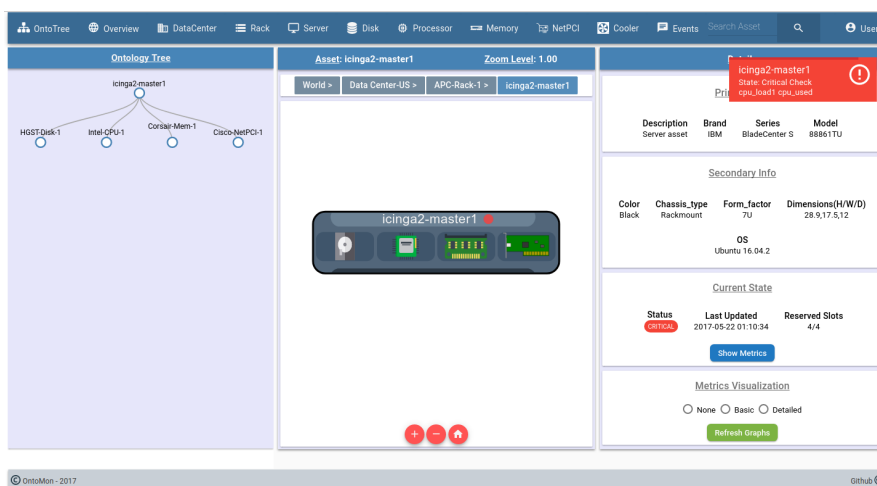 OntoTree Overview DataCenter Rack Server Disk Processor Memory NetPCI Cooler Events Search Asset User
Ontology Tree
icinga2-master1
HGST-Disk-1 Intel-CPU-1 Corsair-Mem-1 Cisco-NetPCI-1
Asset: icinga2-master1 Zoom Level: 1.00
World > Data Center-US > APC-Rack-1 > icinga2-master1
icinga2-master1
+ −
icinga2-master1
State: Critical Check
cpu_load1 cpu_used
Description Brand Series Model
Server asset IBM BladeCenter S 88861TU
Secondary Info
Color Chassis_type Form_factor Dimensions(H/W/D)
Black Rackmount 7U 28.9,17.5,12
OS
Ubuntu 16.04.2
Current State
Status Last Updated Reserved Slots
CRITICAL 2017-05-22 01:10:34 4/4
Show Metrics
Metrics Visualization
None Basic Detailed
Refresh Graphs
© OntoMon - 2017 Github